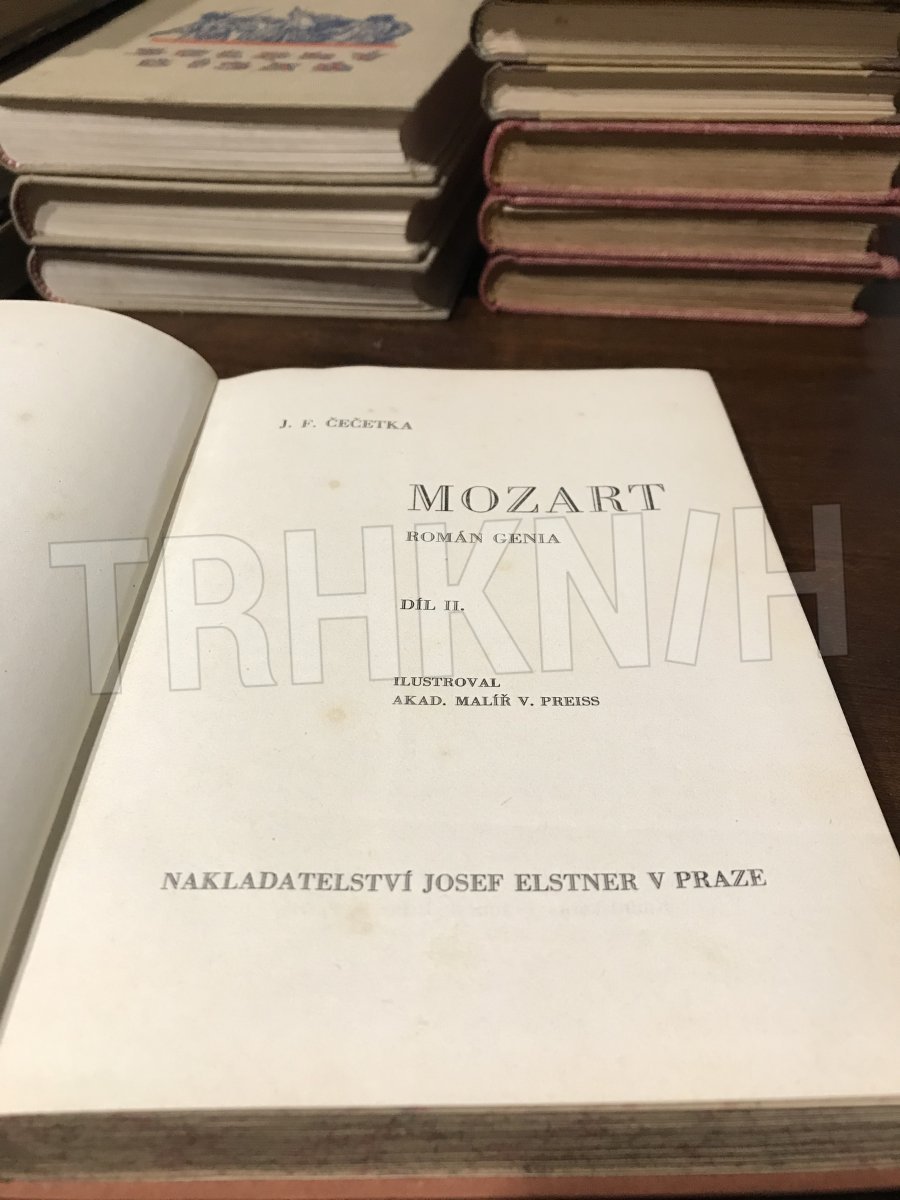 J. F. ČEČETKA
MOZART
ROMÁN GENIA
DÍL II.
TRHKNIH
ILUSTROVAL
AKAD. MALÍŘ V. PREISS
NAKLADATELSTVÍ JOSEF ELSTNER V PRAZE